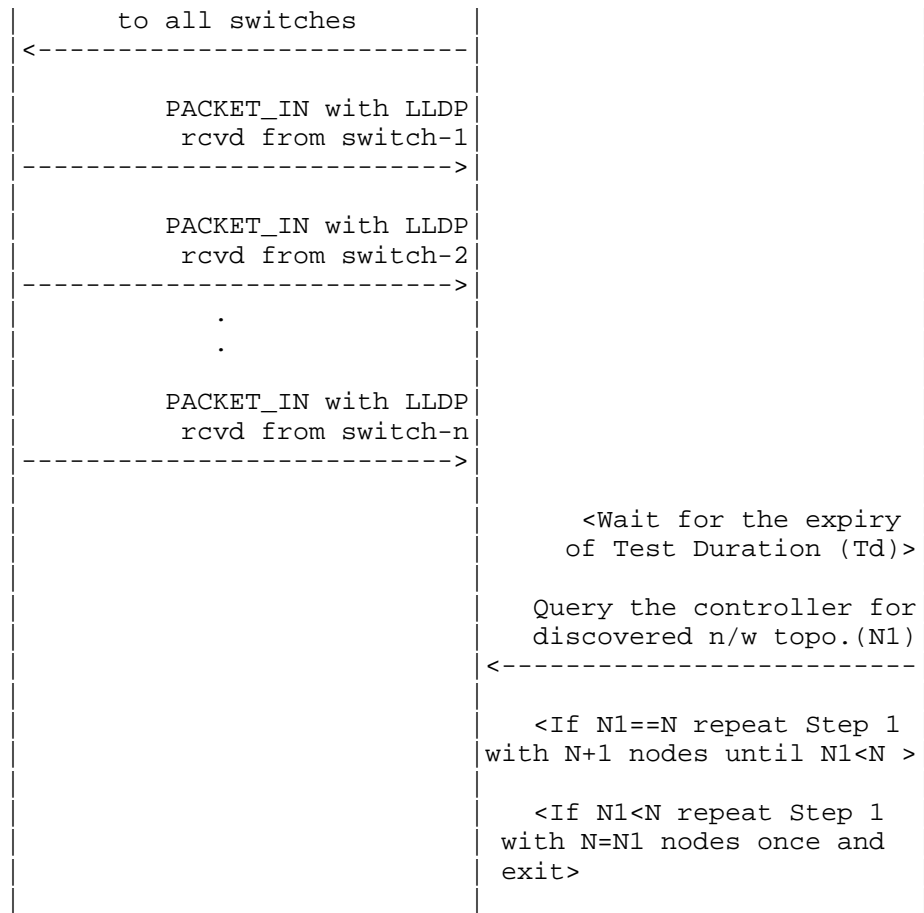 to all switches
<---------------------------
PACKET_IN with LLDP
rcvd from switch-1
--------------------------->
PACKET_IN with LLDP
rcvd from switch-2
--------------------------->
.
.
PACKET_IN with LLDP
rcvd from switch-n
--------------------------->
<Wait for the expiry
of Test Duration (Td)>
Query the controller for
discovered n/w topo.(N1)
<--------------------------
<If N1==N repeat Step 1
with N+1 nodes until N1<N >
<If N1<N repeat Step 1
with N=N1 nodes once and
exit>